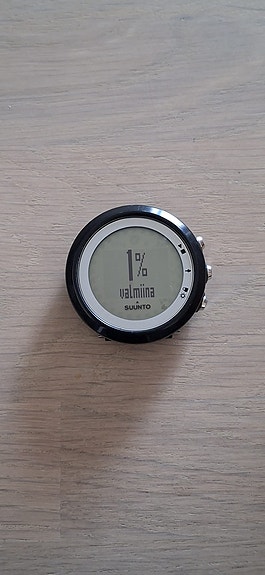 1%
valmiina
SUUNTO